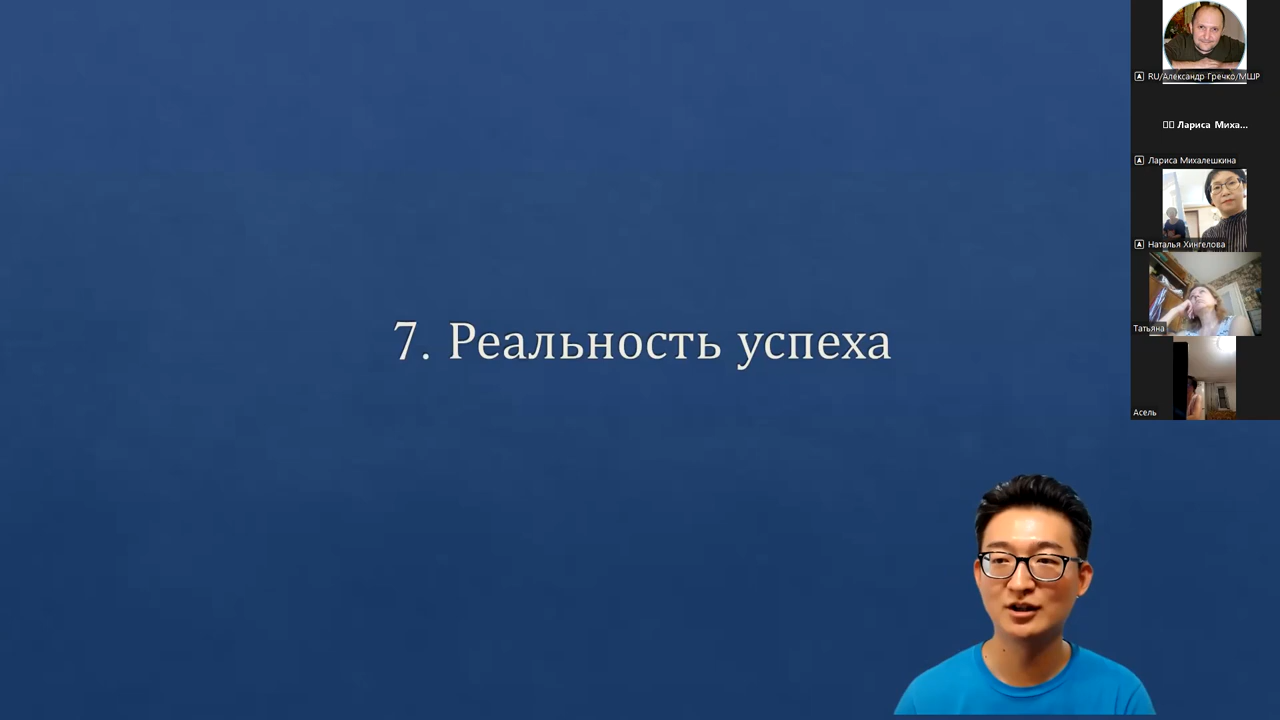 7. Реальность успеха
RU/Александр Гречко/МШР
Лариса Миха...
Лариса Михалешкина
Наталья Хингелова
Татьяна
Асель